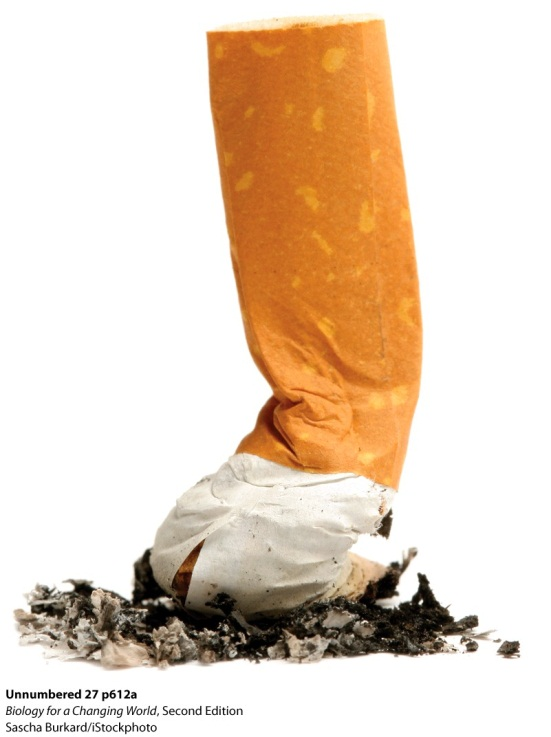 Unnumbered 27 p612a
Biology for a Changing World, Second Edition
Sascha Burkard/iStockphoto